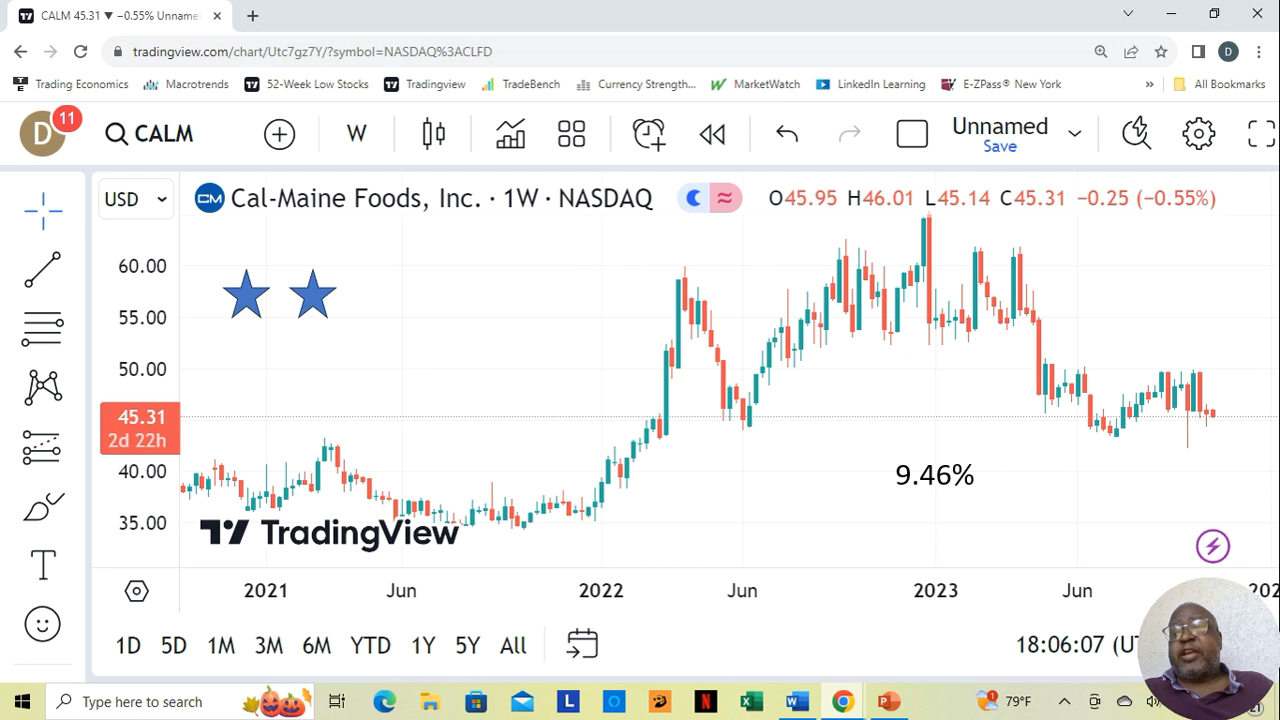 CALM 45.31 ▼ −0.55% Unname
tradingview.com/chart/Utc7gz7Y/?symbol=NASDAQ%3ACLFD
D
Trading Economics
Macrotrends
52-Week Low Stocks
Tradingview
TradeBench
Currency Strength...
MarketWatch
LinkedIn Learning
E-ZPass® New York
»
All Bookmarks
D
11
CALM
W
Unnamed
Save
USD
CM
Cal-Maine Foods, Inc. · 1W · NASDAQ
O45.95 H46.01 L45.14 C45.31 −0.25 (−0.55%)
60.00
55.00
50.00
45.31
2d 22h
40.00
35.00
9.46%
TradingView
2021
Jun
2022
Jun
2023
Jun
202
1D
5D
1M
3M
6M
YTD
1Y
5Y
All
18:06:07 (UT
Type here to search
79°F
21